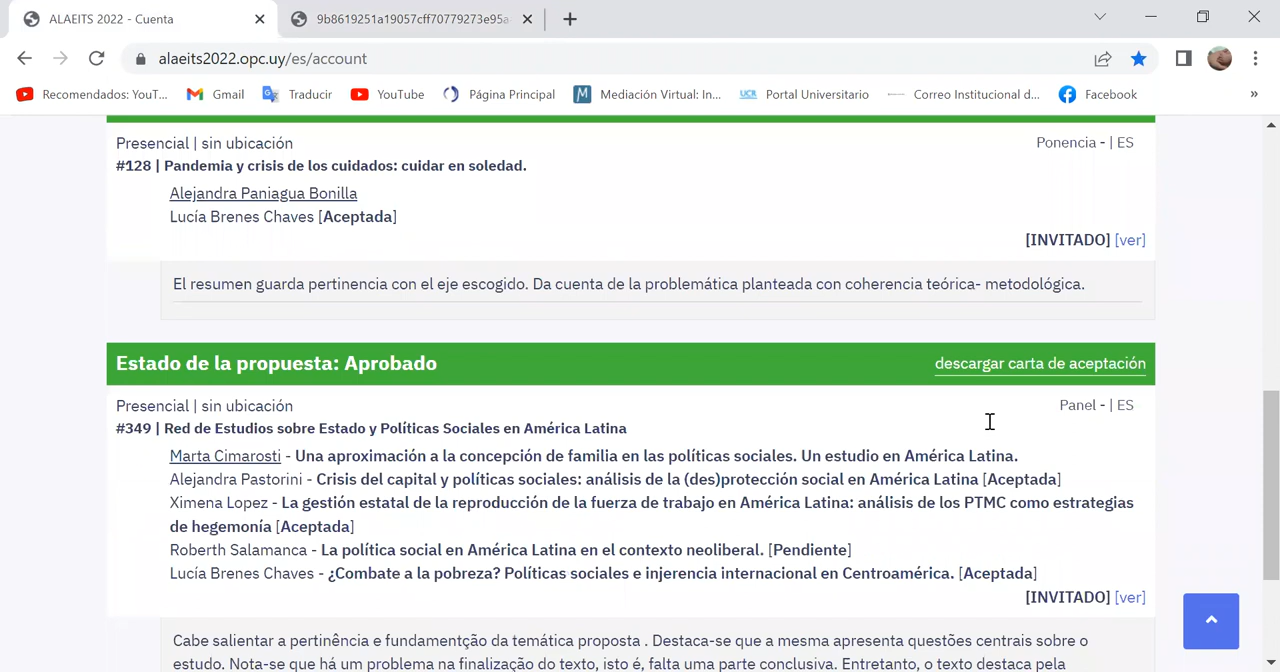 ALAEITS 2022 - Cuenta
9b8619251a19057cff70779273e95a
alaeits2022.opc.uy/es/account
Recomendados: YouT... Gmail Traducir YouTube Página Principal Mediación Virtual: In... UCR Portal Universitario Correo Institucional d... Facebook »
Presencial | sin ubicación Ponencia - | ES
#128 | Pandemia y crisis de los cuidados: cuidar en soledad.
Alejandra Paniagua Bonilla
Lucía Brenes Chaves [Aceptada]
[INVITADO] [ver]
El resumen guarda pertinencia con el eje escogido. Da cuenta de la problemática planteada con coherencia teórica- metodológica.
Estado de la propuesta: Aprobado descargar carta de aceptación
Presencial | sin ubicación Panel - | ES
#349 | Red de Estudios sobre Estado y Políticas Sociales en América Latina
Marta Cimarosti - Una aproximación a la concepción de familia en las políticas sociales. Un estudio en América Latina.
Alejandra Pastorini - Crisis del capital y políticas sociales: análisis de la (des)protección social en América Latina [Aceptada]
Ximena Lopez - La gestión estatal de la reproducción de la fuerza de trabajo en América Latina: análisis de los PTMC como estrategias
de hegemonía [Aceptada]
Roberth Salamanca - La política social en América Latina en el contexto neoliberal. [Pendiente]
Lucía Brenes Chaves - ¿Combate a la pobreza? Políticas sociales e injerencia internacional en Centroamérica. [Aceptada]
[INVITADO] [ver]
Cabe salientar a pertinência e fundamentção da temática proposta . Destaca-se que a mesma apresenta questões centrais sobre o
estudo. Nota-se que há um problema na finalização do texto, isto é, falta uma parte conclusiva. Entretanto, o texto destaca pela